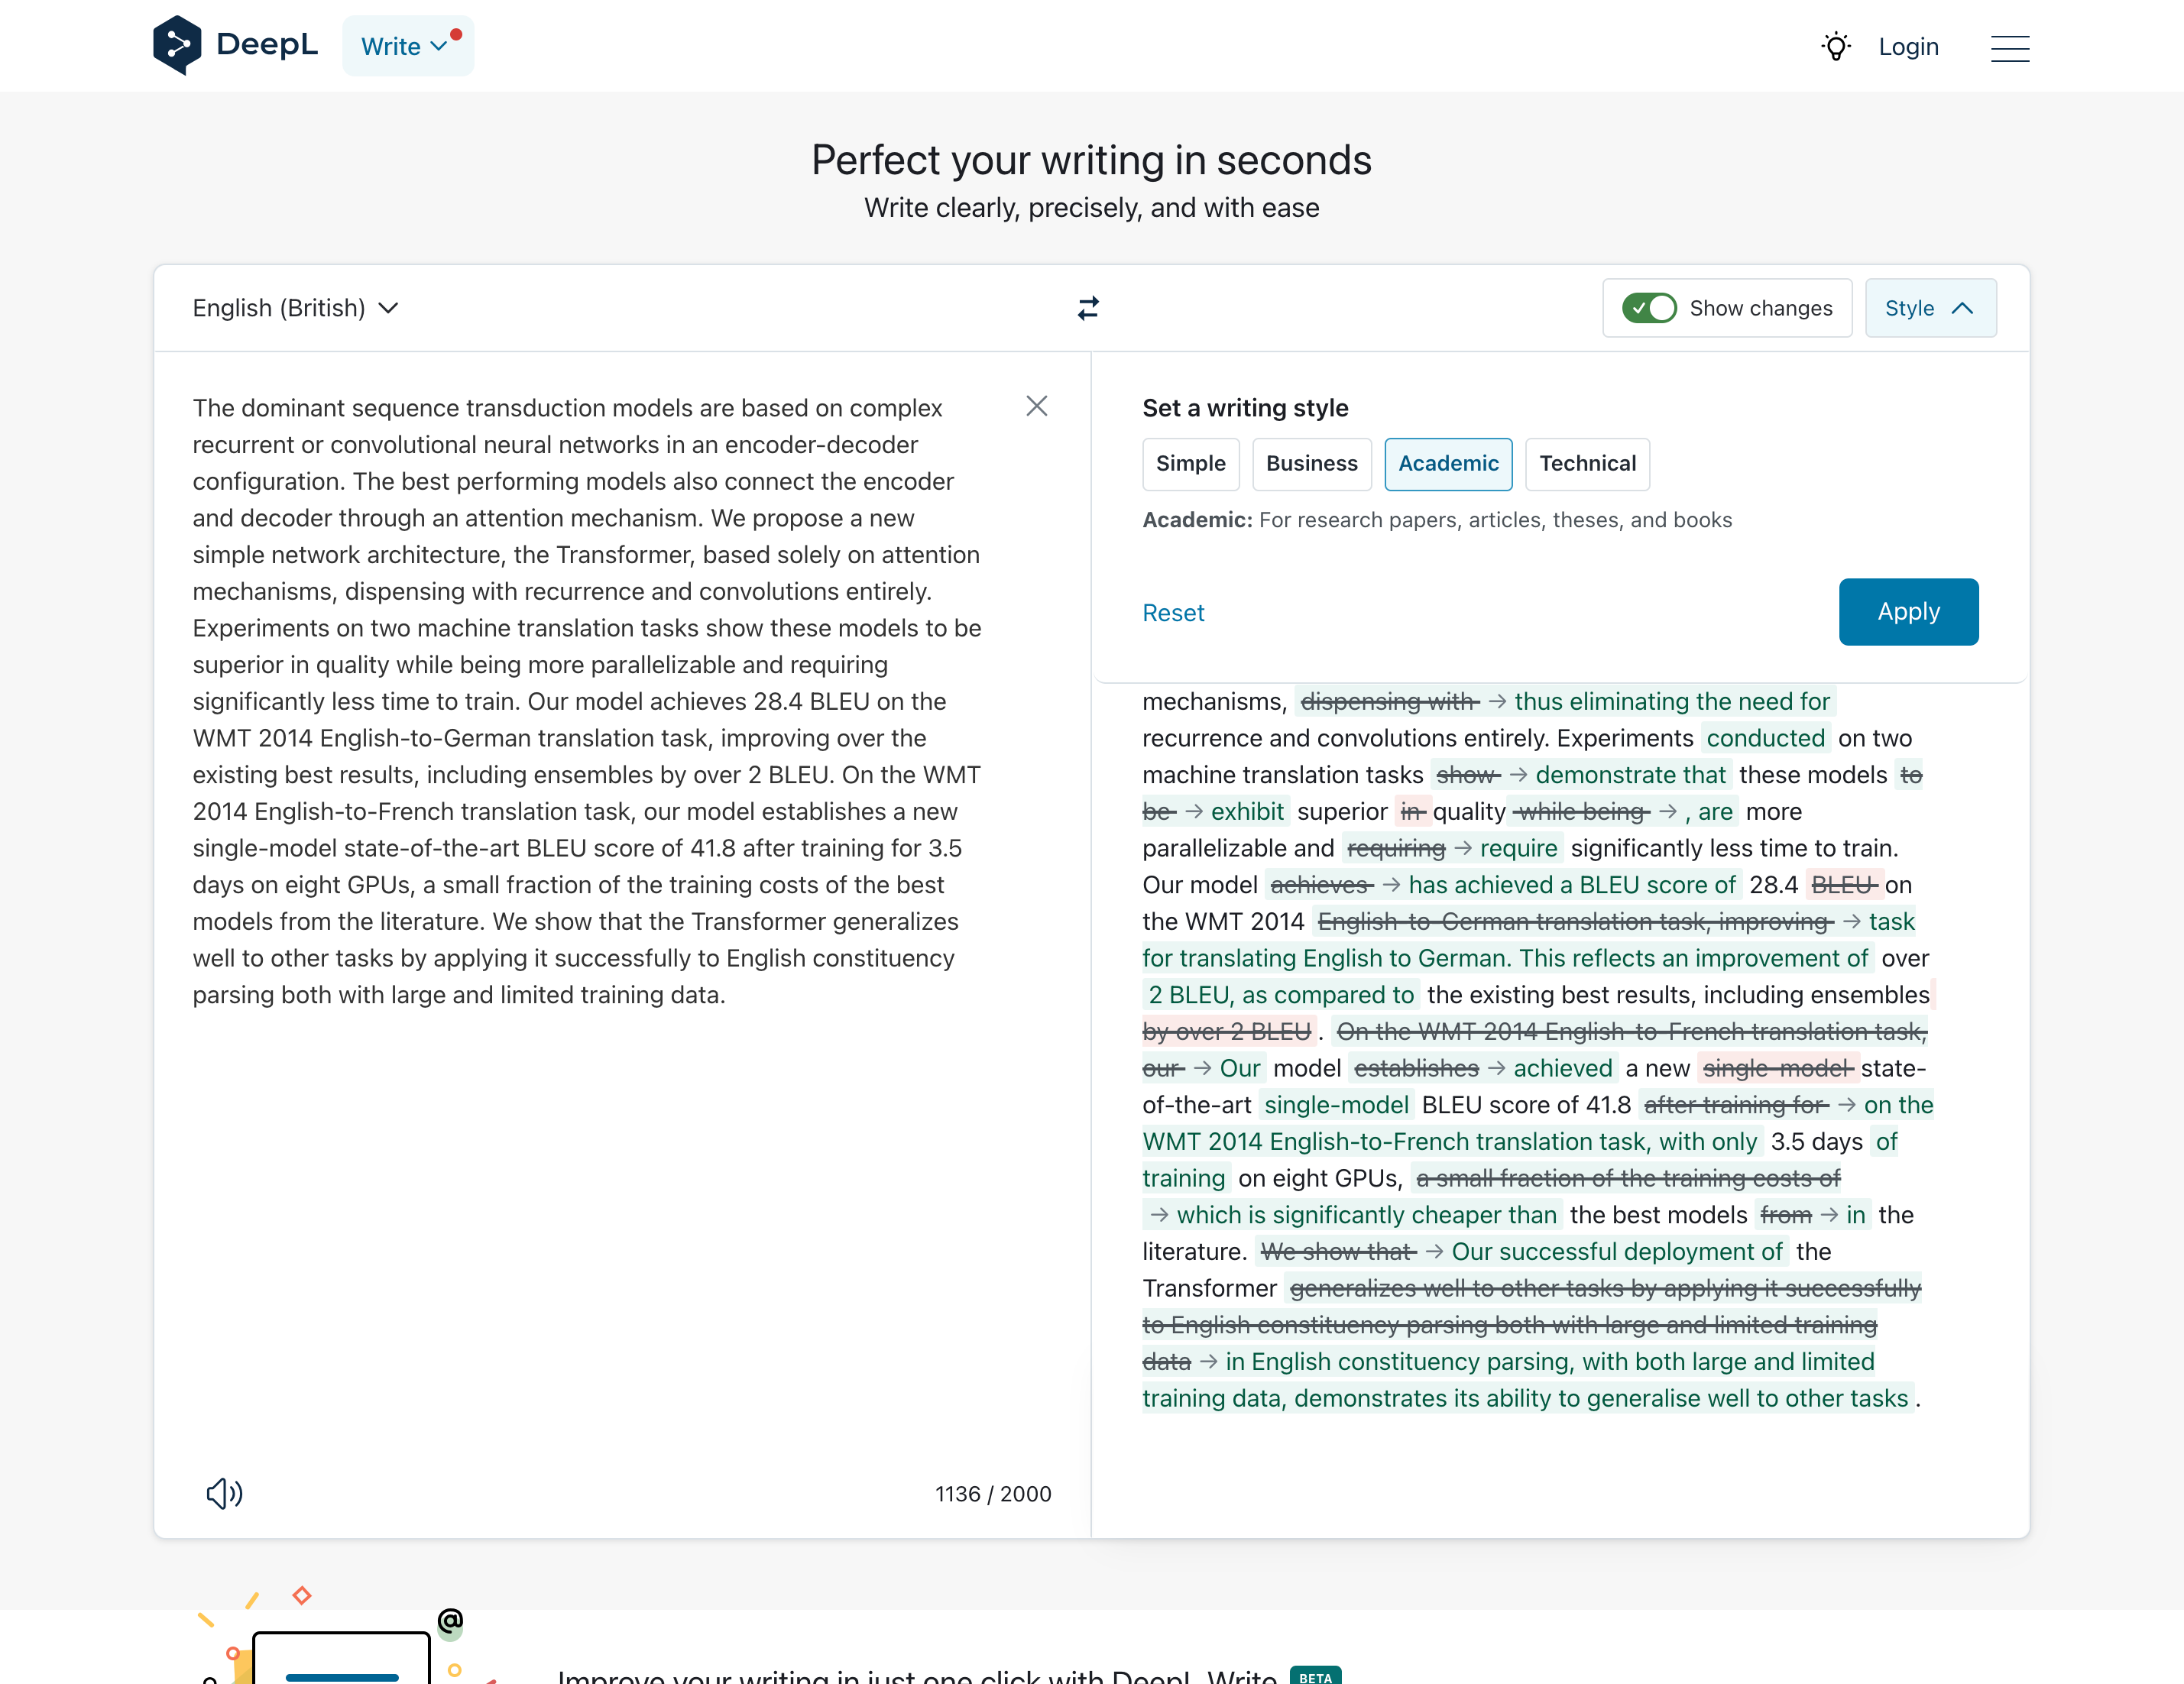 DeepL
Write
Login
Perfect your writing in seconds
Write clearly, precisely, and with ease
English (British)
Show changes
Style
The dominant sequence transduction models are based on complex
recurrent or convolutional neural networks in an encoder-decoder
configuration. The best performing models also connect the encoder
and decoder through an attention mechanism. We propose a new
simple network architecture, the Transformer, based solely on attention
mechanisms, dispensing with recurrence and convolutions entirely.
Experiments on two machine translation tasks show these models to be
superior in quality while being more parallelizable and requiring
significantly less time to train. Our model achieves 28.4 BLEU on the
WMT 2014 English-to-German translation task, improving over the
existing best results, including ensembles by over 2 BLEU. On the WMT
2014 English-to-French translation task, our model establishes a new
single-model state-of-the-art BLEU score of 41.8 after training for 3.5
days on eight GPUs, a small fraction of the training costs of the best
models from the literature. We show that the Transformer generalizes
well to other tasks by applying it successfully to English constituency
parsing both with large and limited training data.
1136 / 2000
Set a writing style
Simple
Business
Academic
Technical
Academic: For research papers, articles, theses, and books
Reset
Apply
mechanisms, dispensing with → thus eliminating the need for
recurrence and convolutions entirely. Experiments conducted on two
machine translation tasks show → demonstrate that these models to
be → exhibit superior in quality while being → , are more
parallelizable and requiring → require significantly less time to train.
Our model achieves → has achieved a BLEU score of 28.4 BLEU on
the WMT 2014 English-to-German translation task, improving → task
for translating English to German. This reflects an improvement of over
2 BLEU, as compared to the existing best results, including ensembles
by over 2 BLEU. On the WMT 2014 English-to-French translation task,
our → Our model establishes → achieved a new single-model state-
of-the-art single-model BLEU score of 41.8 after training for → on the
WMT 2014 English-to-French translation task, with only 3.5 days of
training on eight GPUs, a small fraction of the training costs of
→ which is significantly cheaper than the best models from → in the
literature. We show that → Our successful deployment of the
Transformer generalizes well to other tasks by applying it successfully
to English constituency parsing both with large and limited training
data → in English constituency parsing, with both large and limited
training data, demonstrates its ability to generalise well to other tasks.
@
Improve your writing in just one click with DeepL Write BETA